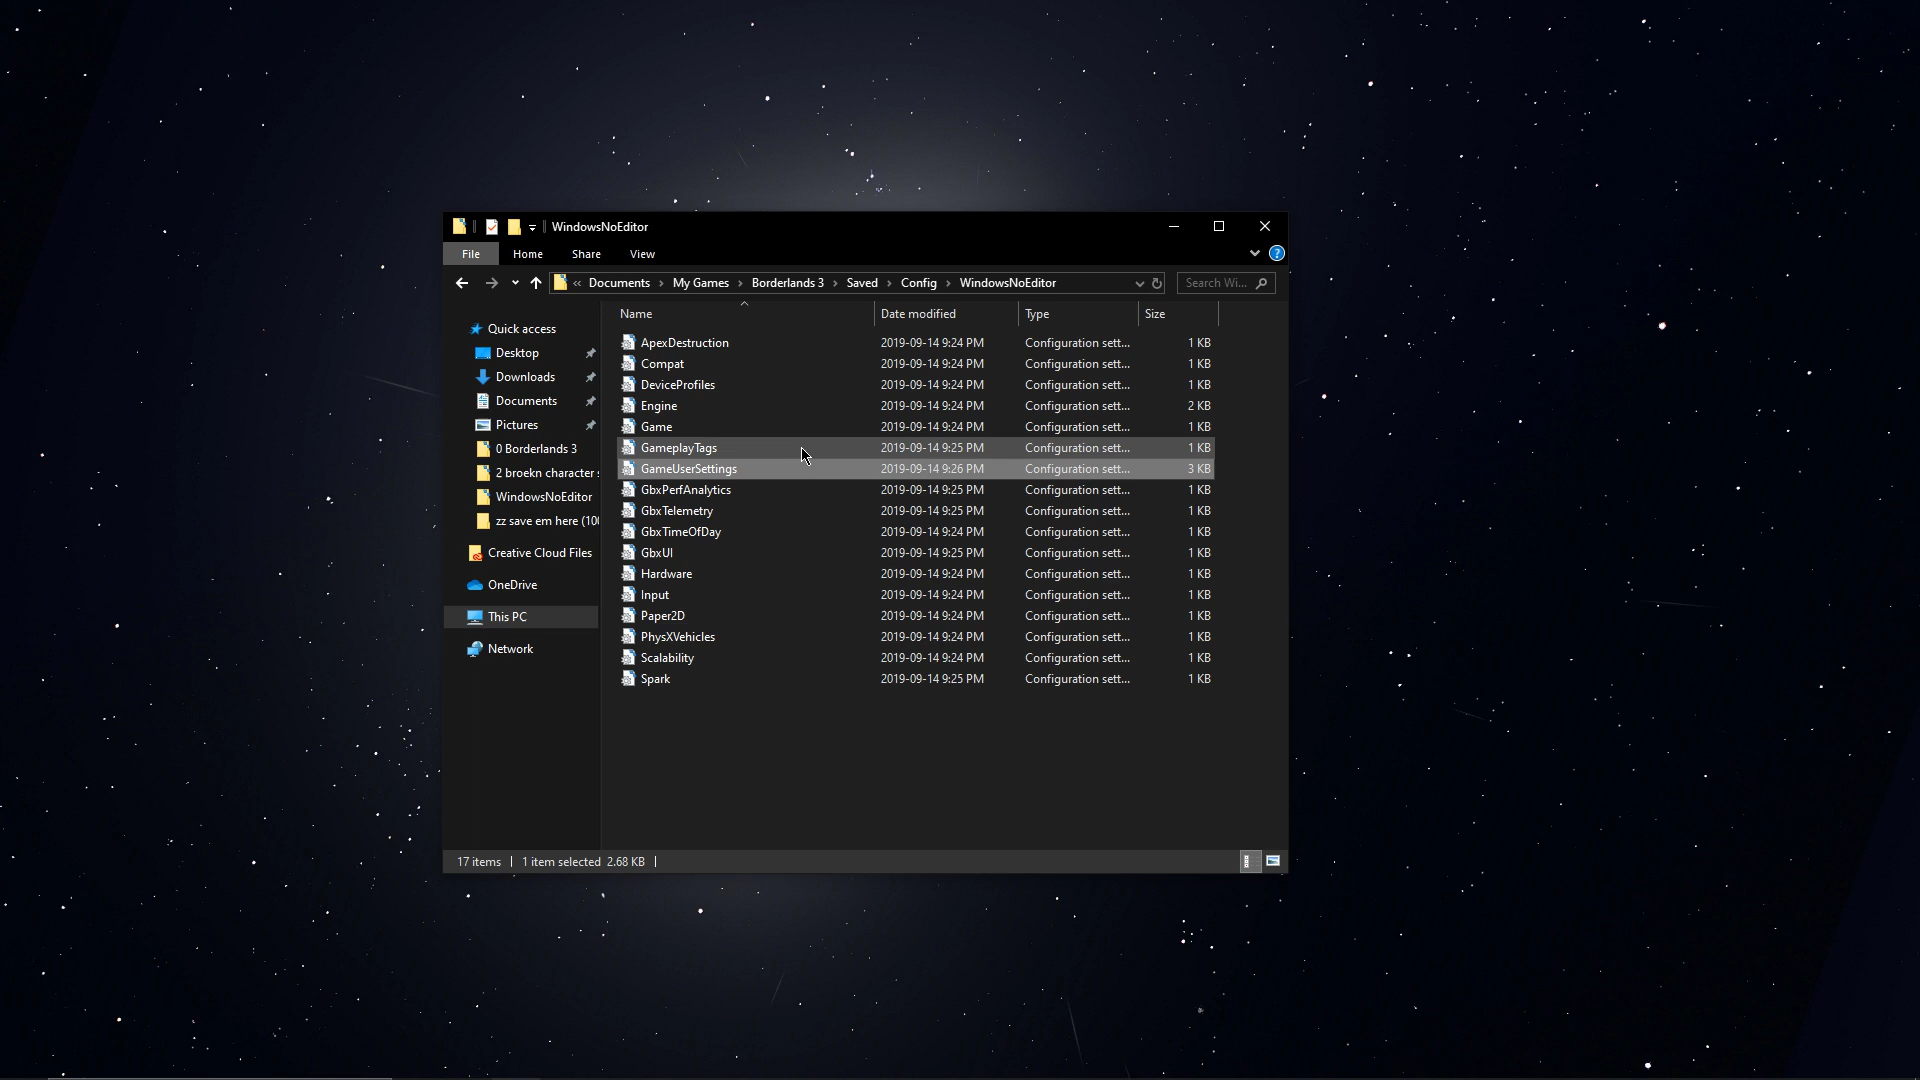 WindowsNoEditor
File Home Share View
« Documents › My Games › Borderlands 3 › Saved › Config › WindowsNoEditor Search Wi...
Name Date modified Type Size
Quick access
Desktop
Downloads
Documents
Pictures
0 Borderlands 3
2 broekn character
WindowsNoEditor
zz save em here (100
Creative Cloud Files
OneDrive
This PC
Network
ApexDestruction 2019-09-14 9:24 PM Configuration sett... 1 KB
Compat 2019-09-14 9:24 PM Configuration sett... 1 KB
DeviceProfiles 2019-09-14 9:24 PM Configuration sett... 1 KB
Engine 2019-09-14 9:24 PM Configuration sett... 2 KB
Game 2019-09-14 9:24 PM Configuration sett... 1 KB
GameplayTags 2019-09-14 9:25 PM Configuration sett... 1 KB
GameUserSettings 2019-09-14 9:26 PM Configuration sett... 3 KB
GbxPerfAnalytics 2019-09-14 9:25 PM Configuration sett... 1 KB
GbxTelemetry 2019-09-14 9:25 PM Configuration sett... 1 KB
GbxTimeOfDay 2019-09-14 9:24 PM Configuration sett... 1 KB
GbxUI 2019-09-14 9:25 PM Configuration sett... 1 KB
Hardware 2019-09-14 9:24 PM Configuration sett... 1 KB
Input 2019-09-14 9:24 PM Configuration sett... 1 KB
Paper2D 2019-09-14 9:24 PM Configuration sett... 1 KB
PhysXVehicles 2019-09-14 9:24 PM Configuration sett... 1 KB
Scalability 2019-09-14 9:24 PM Configuration sett... 1 KB
Spark 2019-09-14 9:25 PM Configuration sett... 1 KB
17 items 1 item selected 2.68 KB